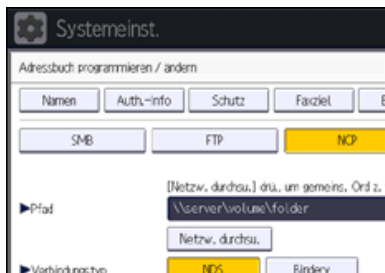 Systemeinst.
Adressbuch programmieren / ändern
Namen Auth.-Info Schutz Faxziel E
SMB FTP NCP
[Netzw. durchsu.] drü., um gemeins. Ord z.
▶Pfad \\server\volume\folder
Netzw. durchsu.
▶Verbindungstyp NDS Bindery